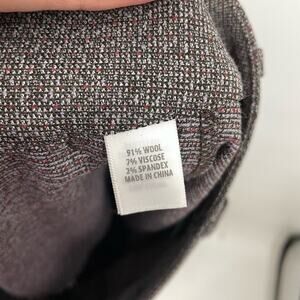 91% WOOL
7% VISCOSE
2% SPANDEX
MADE IN CHINA